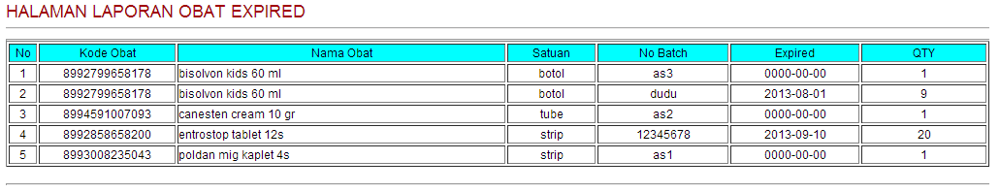 HALAMAN LAPORAN OBAT EXPIRED
No Kode Obat Nama Obat Satuan No Batch Expired QTY
1 8992799658178 bisolvon kids 60 ml botol as3 0000-00-00 1
2 8992799658178 bisolvon kids 60 ml botol dudu 2013-08-01 9
3 8994591007093 canesten cream 10 gr tube as2 0000-00-00 1
4 8992858658200 entrostop tablet 12s strip 12345678 2013-09-10 20
5 8993008235043 poldan mig kaplet 4s strip as1 0000-00-00 1